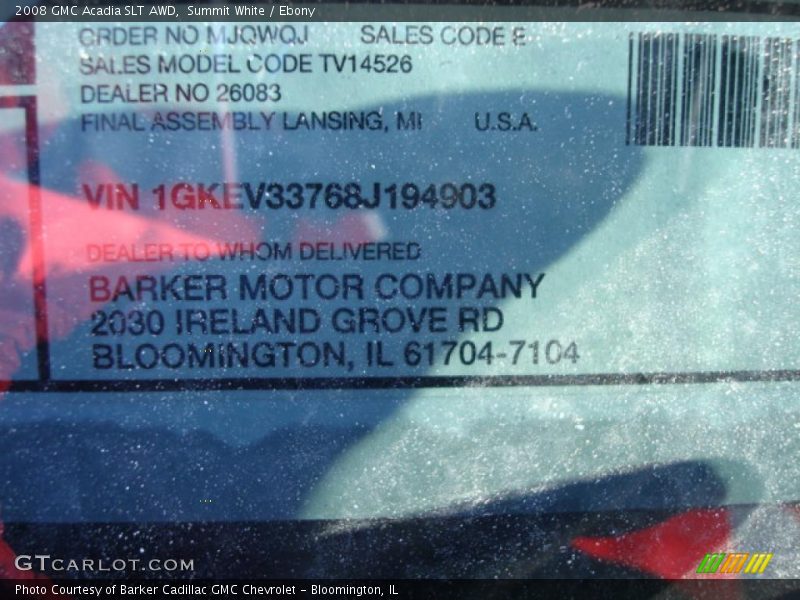 2008 GMC Acadia SLT AWD,  Summit White / Ebony
ORDER NO MJQWQJ SALES CODE E
SALES MODEL CODE TV14526
DEALER NO 26083
FINAL ASSEMBLY LANSING, MI U.S.A.
VIN 1GKEV33768J194903
DEALER TO WHOM DELIVERED
BARKER MOTOR COMPANY
2030 IRELAND GROVE RD
BLOOMINGTON, IL 61704-7104
GTCARLOT.COM
Photo Courtesy of Barker Cadillac GMC Chevrolet – Bloomington, IL